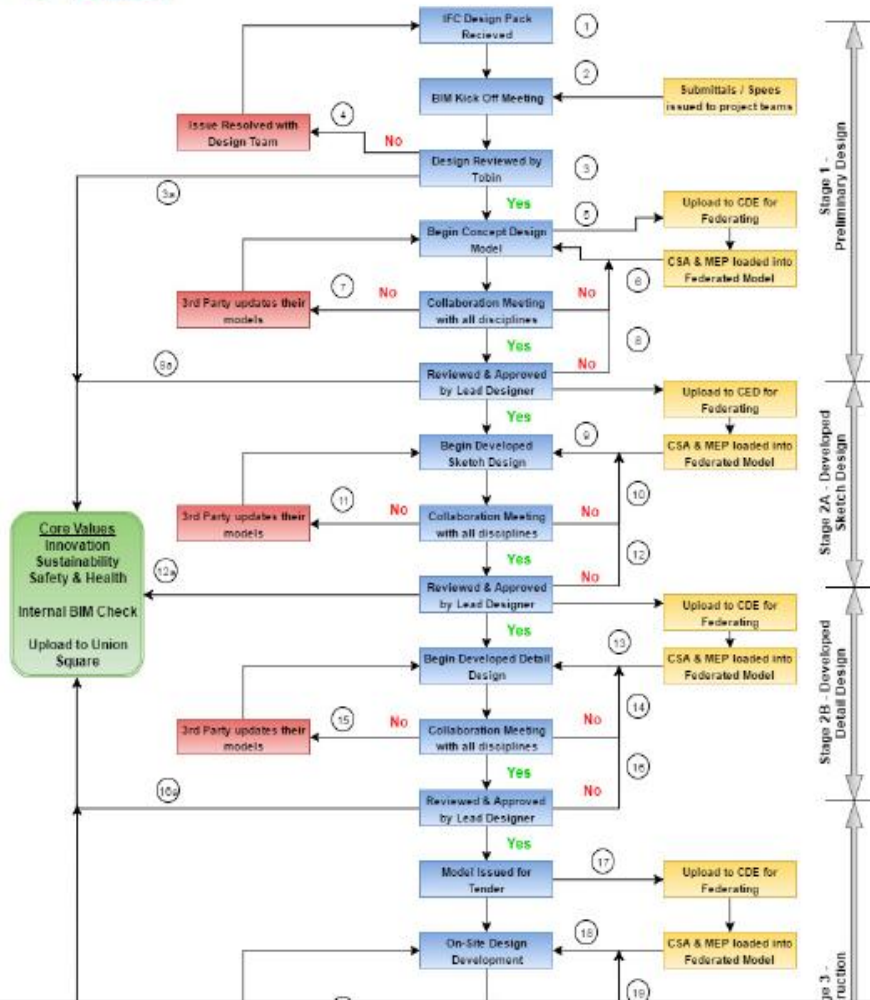 IFC Design Pack
Recieved
1
2
BIM Kick Off Meeting
Submittals / Spees
issued to project teams
4
Issue Resolved with
Design Team
No
Design Reviewed by
Tobin
3
3a
Yes
5
Upload to CDE for
Federating
Begin Concept Design
Model
CSA & MEP loaded into
Federated Model
6
7
No
No
3rd Party updates their
models
Collaboration Meeting
with all disciplines
8
Yes
No
Reviewed & Approved
by Lead Designer
Upload to CED for
Federating
Yes
9
Begin Developed
Sketch Design
CSA & MEP loaded into
Federated Model
10
11
No
No
3rd Party updates their
models
Collaboration Meeting
with all disciplines
12
Yes
12a
No
Reviewed & Approved
by Lead Designer
Upload to CDE for
Federating
Yes
13
Begin Developed Detail
Design
CSA & MEP loaded into
Federated Model
14
15
No
No
3rd Party updates their
models
Collaboration Meeting
with all disciplines
16
Yes
16a
No
Reviewed & Approved
by Lead Designer
Yes
17
Model Issued for
Tender
Upload to CDE for
Federating
18
On-Site Design
Development
CSA & MEP loaded into
Federated Model
19
Core Values
Innovation
Sustainability
Safety & Health
Internal BIM Check
Upload to Union
Square
Stage 1 -
Preliminary Design
Stage 2A - Developed
Sketch Design
Stage 2B - Developed
Detail Design